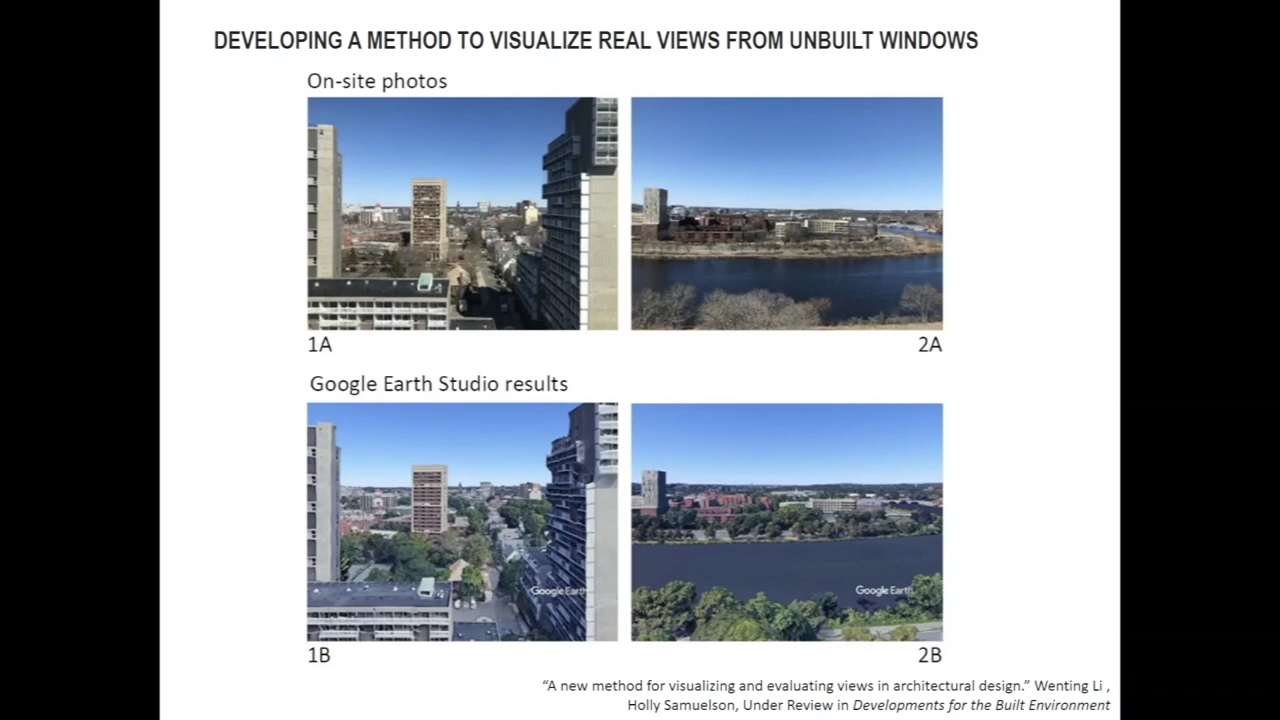 DEVELOPING A METHOD TO VISUALIZE REAL VIEWS FROM UNBUILT WINDOWS
On-site photos
1A
2A
Google Earth Studio results
Google Earth
Google Earth
1B
2B
“A new method for visualizing and evaluating views in architectural design.” Wenting Li ,
Holly Samuelson, Under Review in Developments for the Built Environment